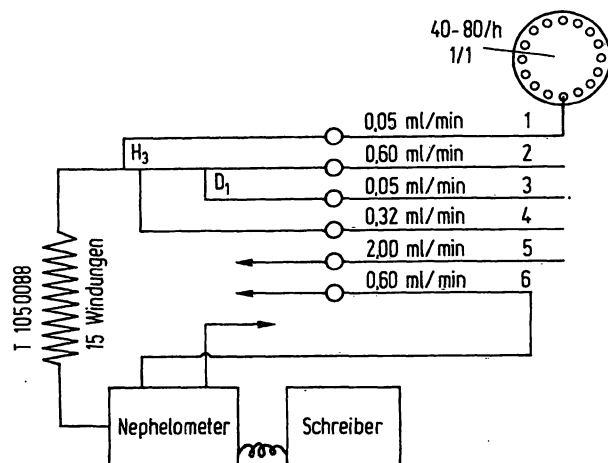 40-80/h
1/1
0,05 ml/min 1
H₃ 0,60 ml/min 2
D₁ 0,05 ml/min 3
0,32 ml/min 4
2,00 ml/min 5
0,60 ml/min 6
T 1050088
15 Windungen
Nephelometer
Schreiber